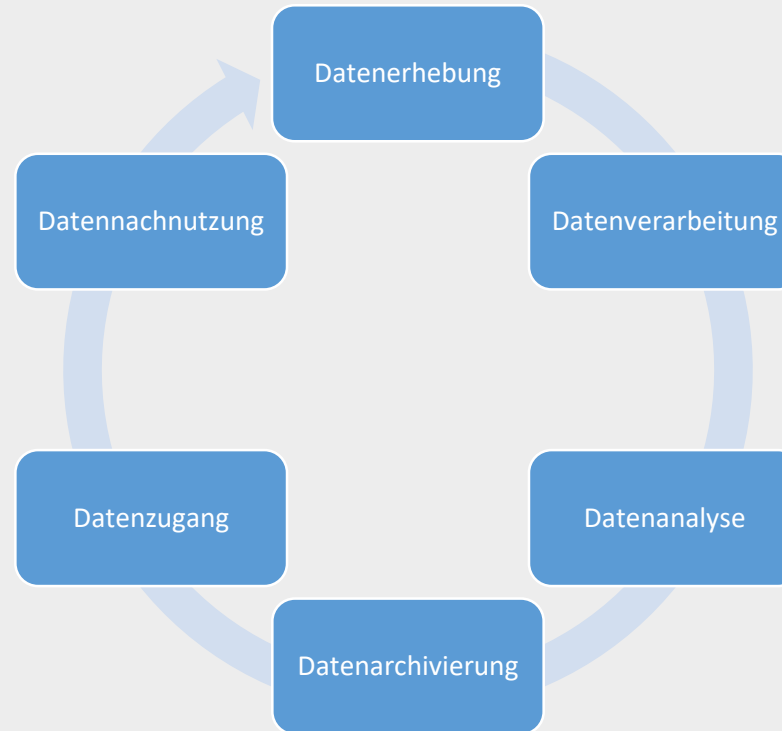 Datenerhebung
Datenverarbeitung
Datenanalyse
Datenarchivierung
Datenzugang
Datennachnutzung